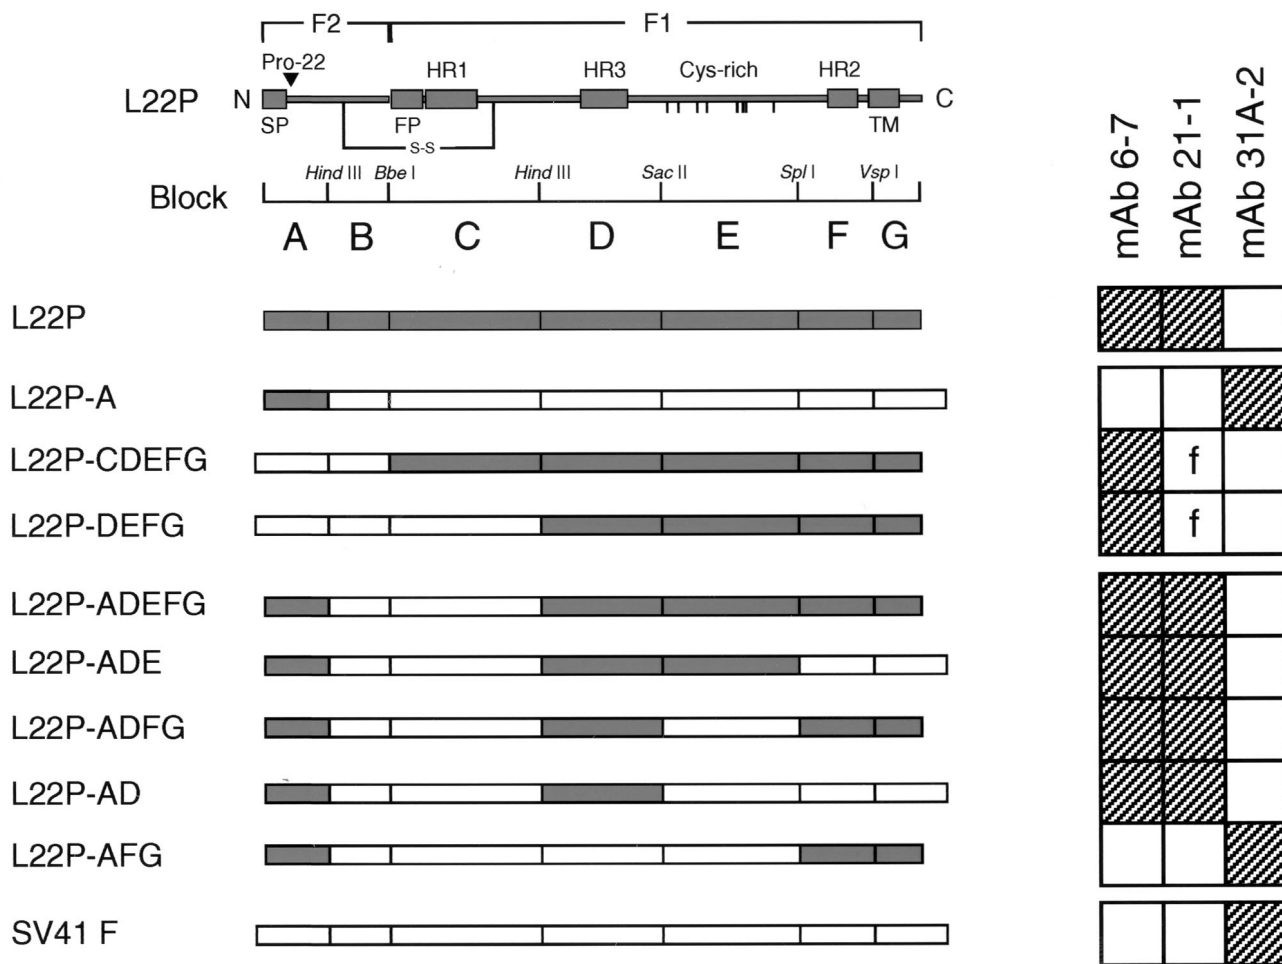 F2 F1
Pro-22 HR1 HR3 Cys-rich HR2
L22P N C
SP FP TM
S-S
Hind III Bbe I Hind III Sac II Spl I Vsp I
Block
A B C D E F G
mAb 6-7
mAb 21-1
mAb 31A-2
L22P
L22P-A
L22P-CDEFG f
L22P-DEFG f
L22P-ADEFG
L22P-ADE
L22P-ADFG
L22P-AD
L22P-AFG
SV41 F